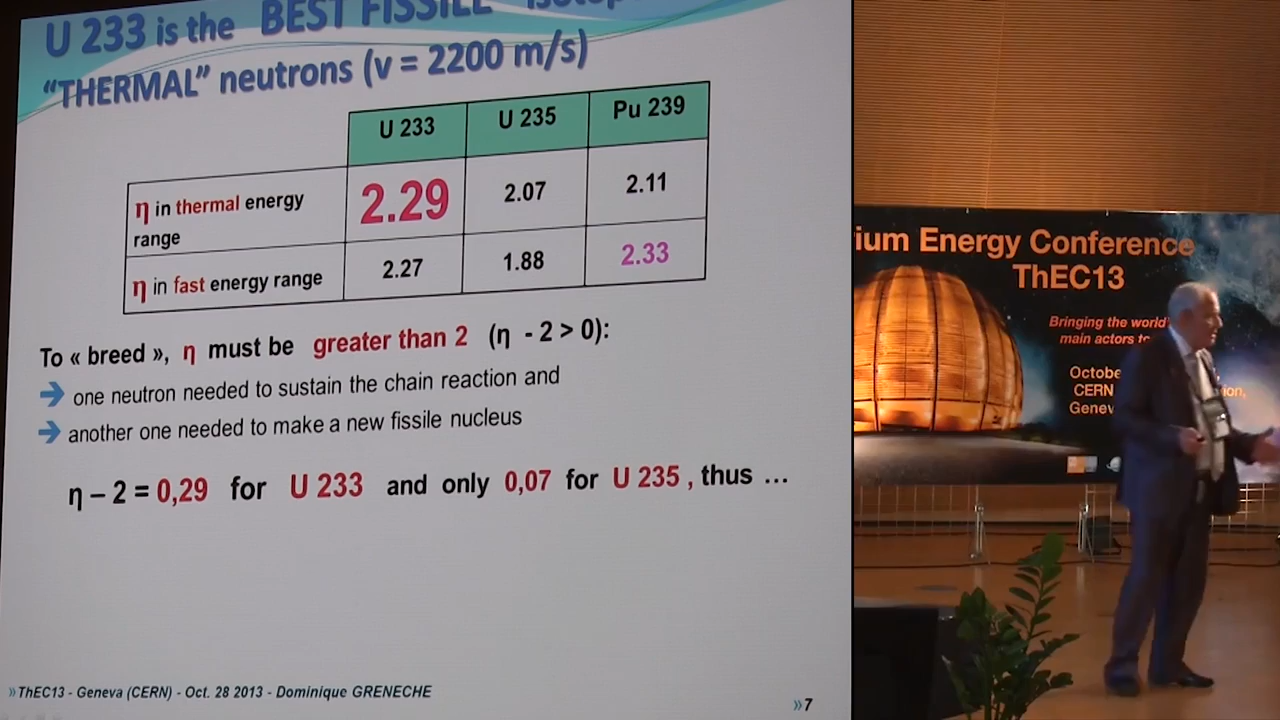 U 233 is the BEST FISSILE
“THERMAL” neutrons (v = 2200 m/s)
U 233 U 235 Pu 239
η in thermal energy range 2.29 2.07 2.11
η in fast energy range 2.27 1.88 2.33
To « breed », η must be greater than 2 (η - 2 > 0):
one neutron needed to sustain the chain reaction and
another one needed to make a new fissile nucleus
η – 2 = 0,29 for U 233 and only 0,07 for U 235 , thus ...
»ThEC13 - Geneva (CERN) - Oct. 28 2013 - Dominique GRENECHE
»7
ium Energy Conference
ThEC13
Bringing the world'
main actors
Octobe
CERN
Genev